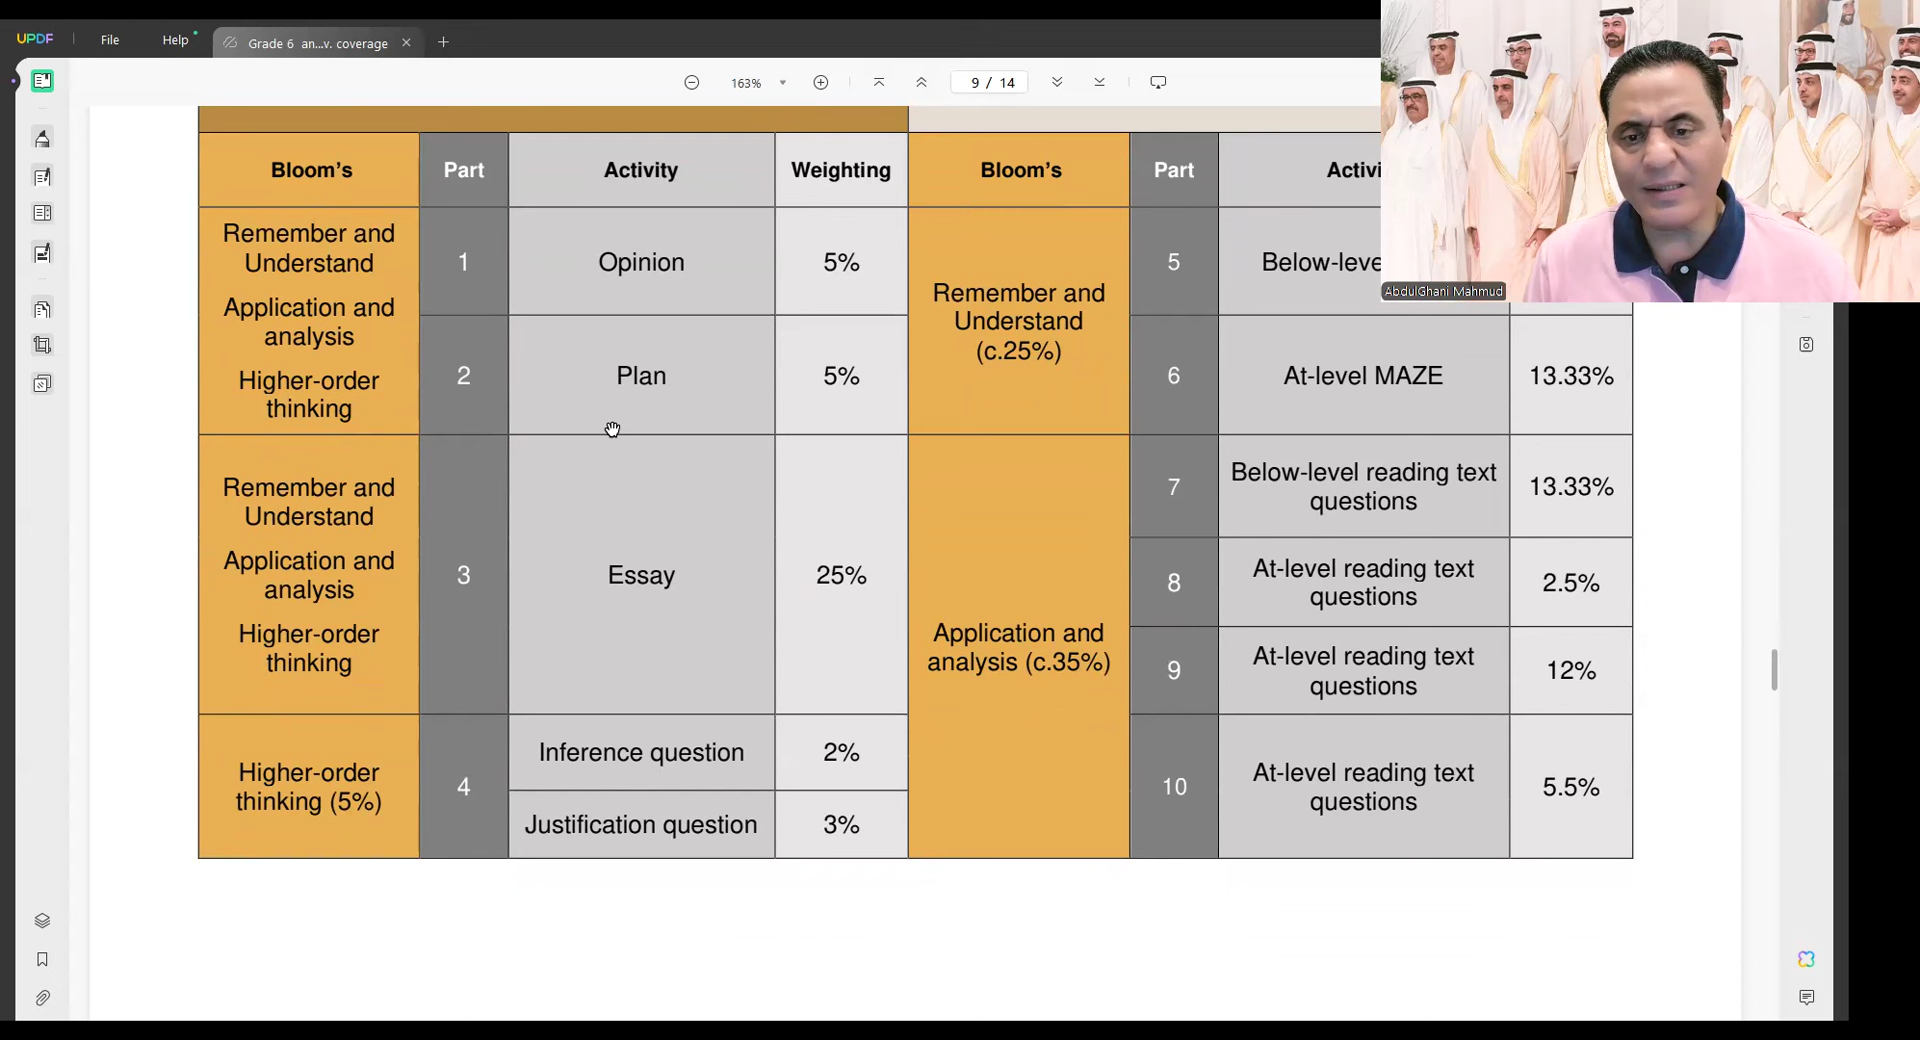 UPDF
File
Help
Grade 6 an...v. coverage
163%
9 / 14
AbdulGhani Mahmud
Bloom's
Part
Activity
Weighting
Bloom's
Part
Activi
Remember and
Understand
Application and
analysis
Higher-order
thinking
1
Opinion
5%
2
Plan
5%
Remember and
Understand
(c.25%)
5
Below-leve
6
At-level MAZE
13.33%
Remember and
Understand
Application and
analysis
Higher-order
thinking
3
Essay
25%
Application and
analysis (c.35%)
7
Below-level reading text
questions
13.33%
8
At-level reading text
questions
2.5%
9
At-level reading text
questions
12%
Higher-order
thinking (5%)
4
Inference question
2%
Justification question
3%
10
At-level reading text
questions
5.5%